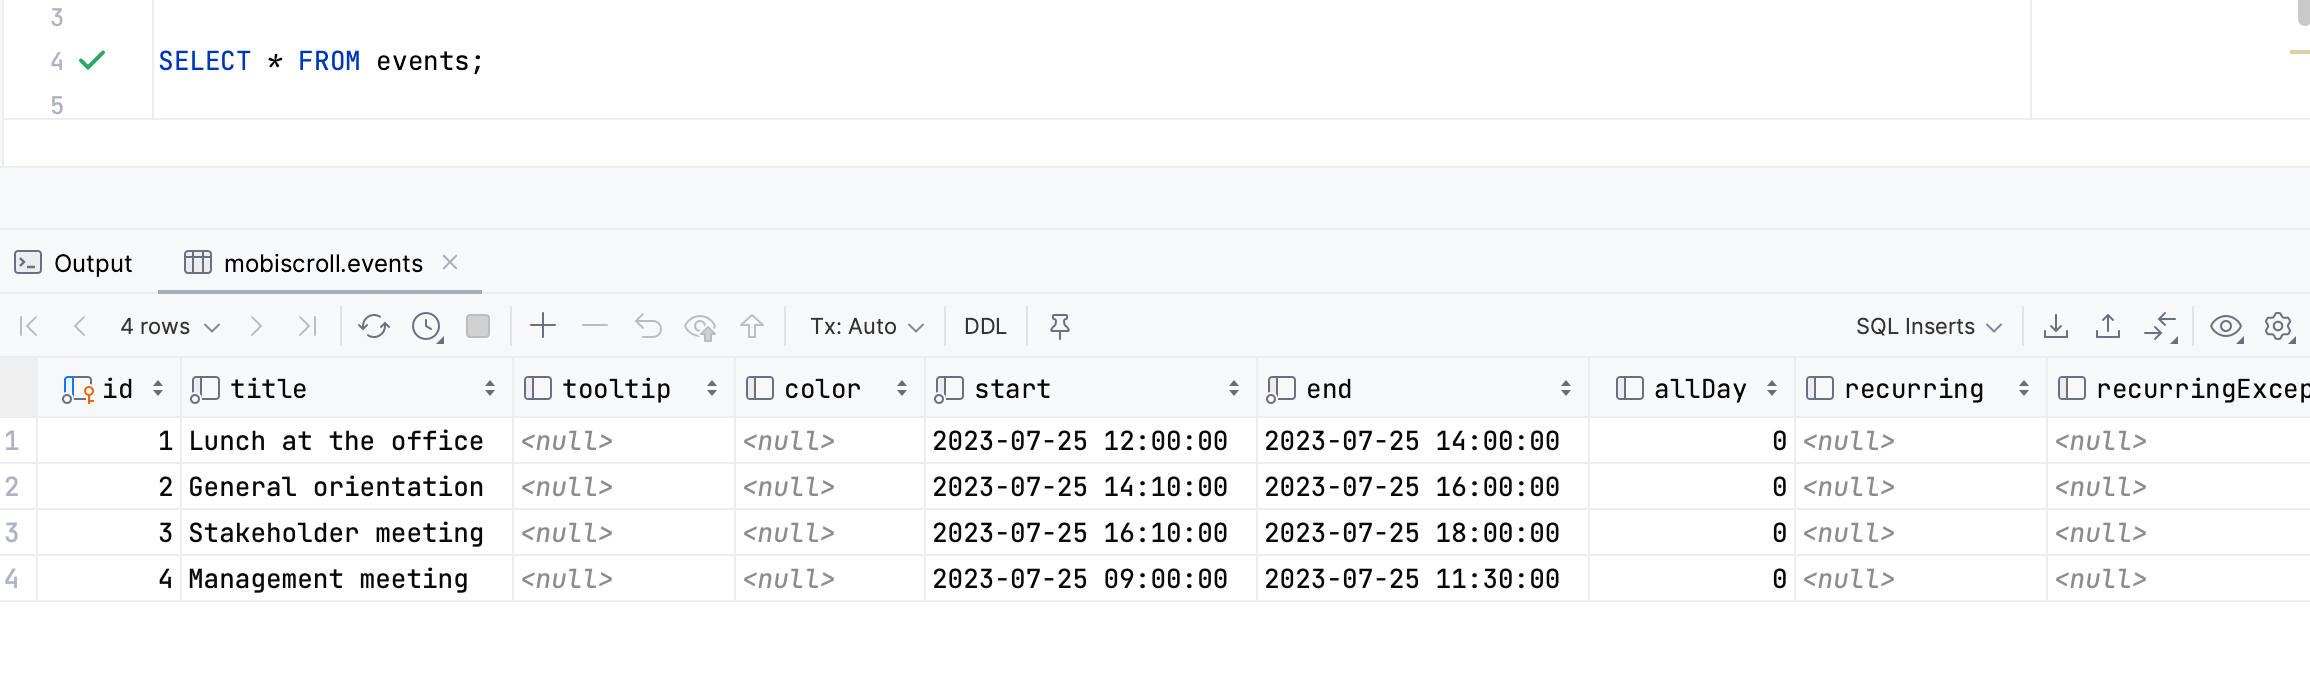 3
4 SELECT * FROM events;
5
Output mobiscroll.events
4 rows Tx: Auto DDL SQL Inserts
id title tooltip color start end allDay recurring recurringExcep
1 1 Lunch at the office <null> <null> 2023-07-25 12:00:00 2023-07-25 14:00:00 0 <null> <null>
2 2 General orientation <null> <null> 2023-07-25 14:10:00 2023-07-25 16:00:00 0 <null> <null>
3 3 Stakeholder meeting <null> <null> 2023-07-25 16:10:00 2023-07-25 18:00:00 0 <null> <null>
4 4 Management meeting <null> <null> 2023-07-25 09:00:00 2023-07-25 11:30:00 0 <null> <null>